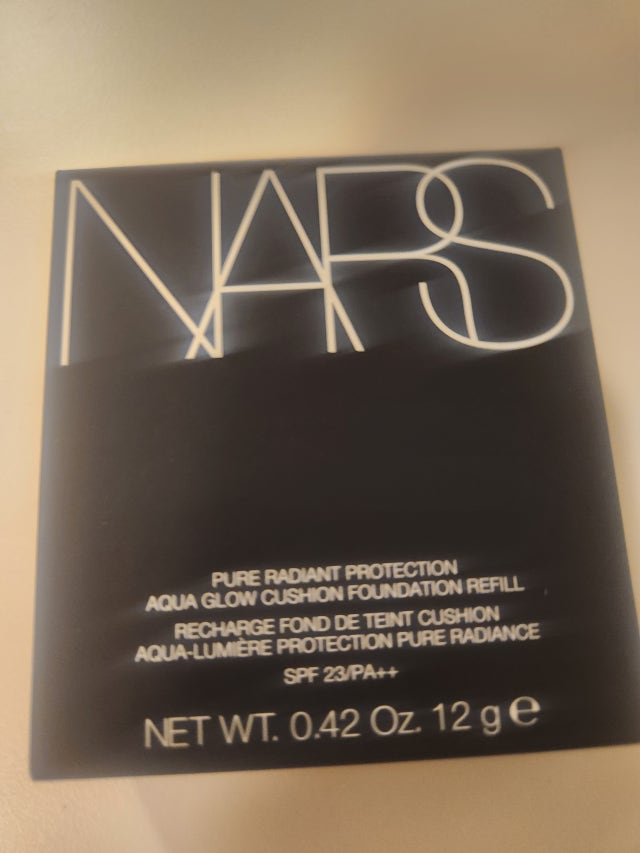 NARS
PURE RADIANT PROTECTION
AQUA GLOW CUSHION FOUNDATION REFILL
RECHARGE FOND DE TEINT CUSHION
AQUA-LUMIÈRE PROTECTION PURE RADIANCE
SPF 23/PA++
NET WT. 0.42 Oz. 12 g ℮